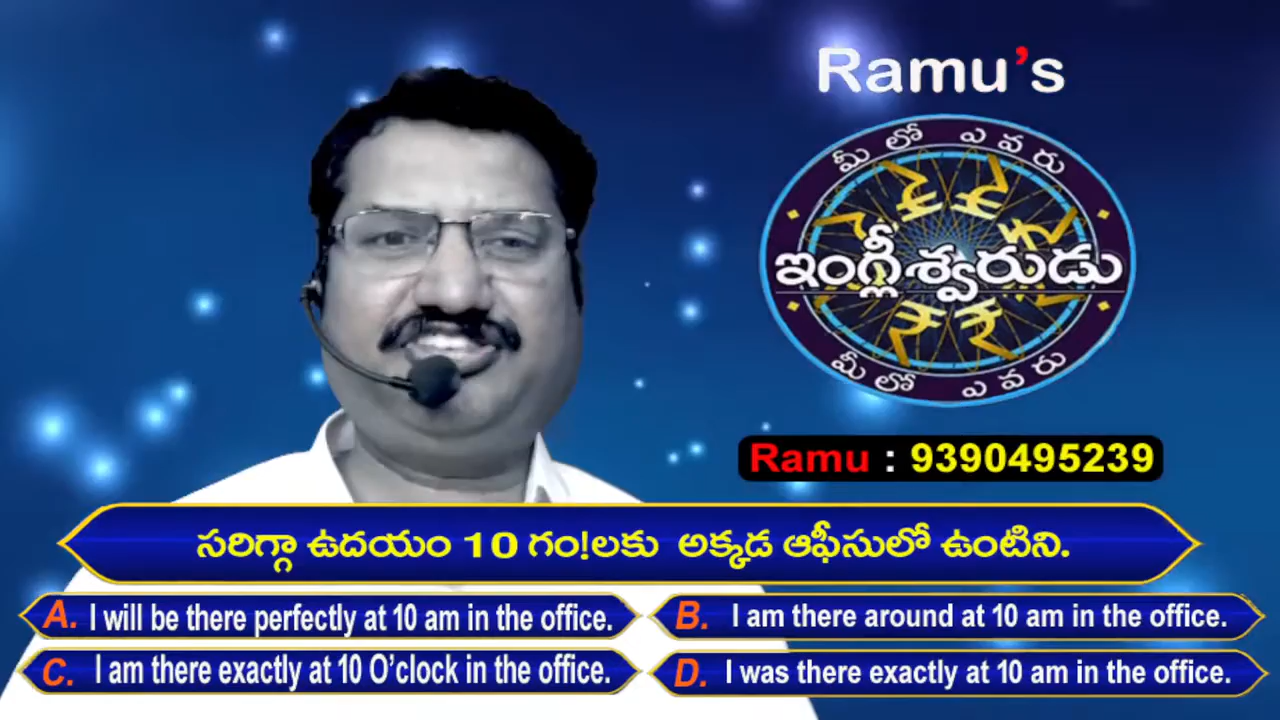 Ramu's
మీలో ఎవరు
ఇంగ్లీశ్వరుడు
మీలో ఎవరు
Ramu : 9390495239
సరిగ్గా ఉదయం 10 గం!లకు అక్కడ ఆఫీసులో ఉంటిని.
A. I will be there perfectly at 10 am in the office.
B. I am there around at 10 am in the office.
C. I am there exactly at 10 O'clock in the office.
D. I was there exactly at 10 am in the office.